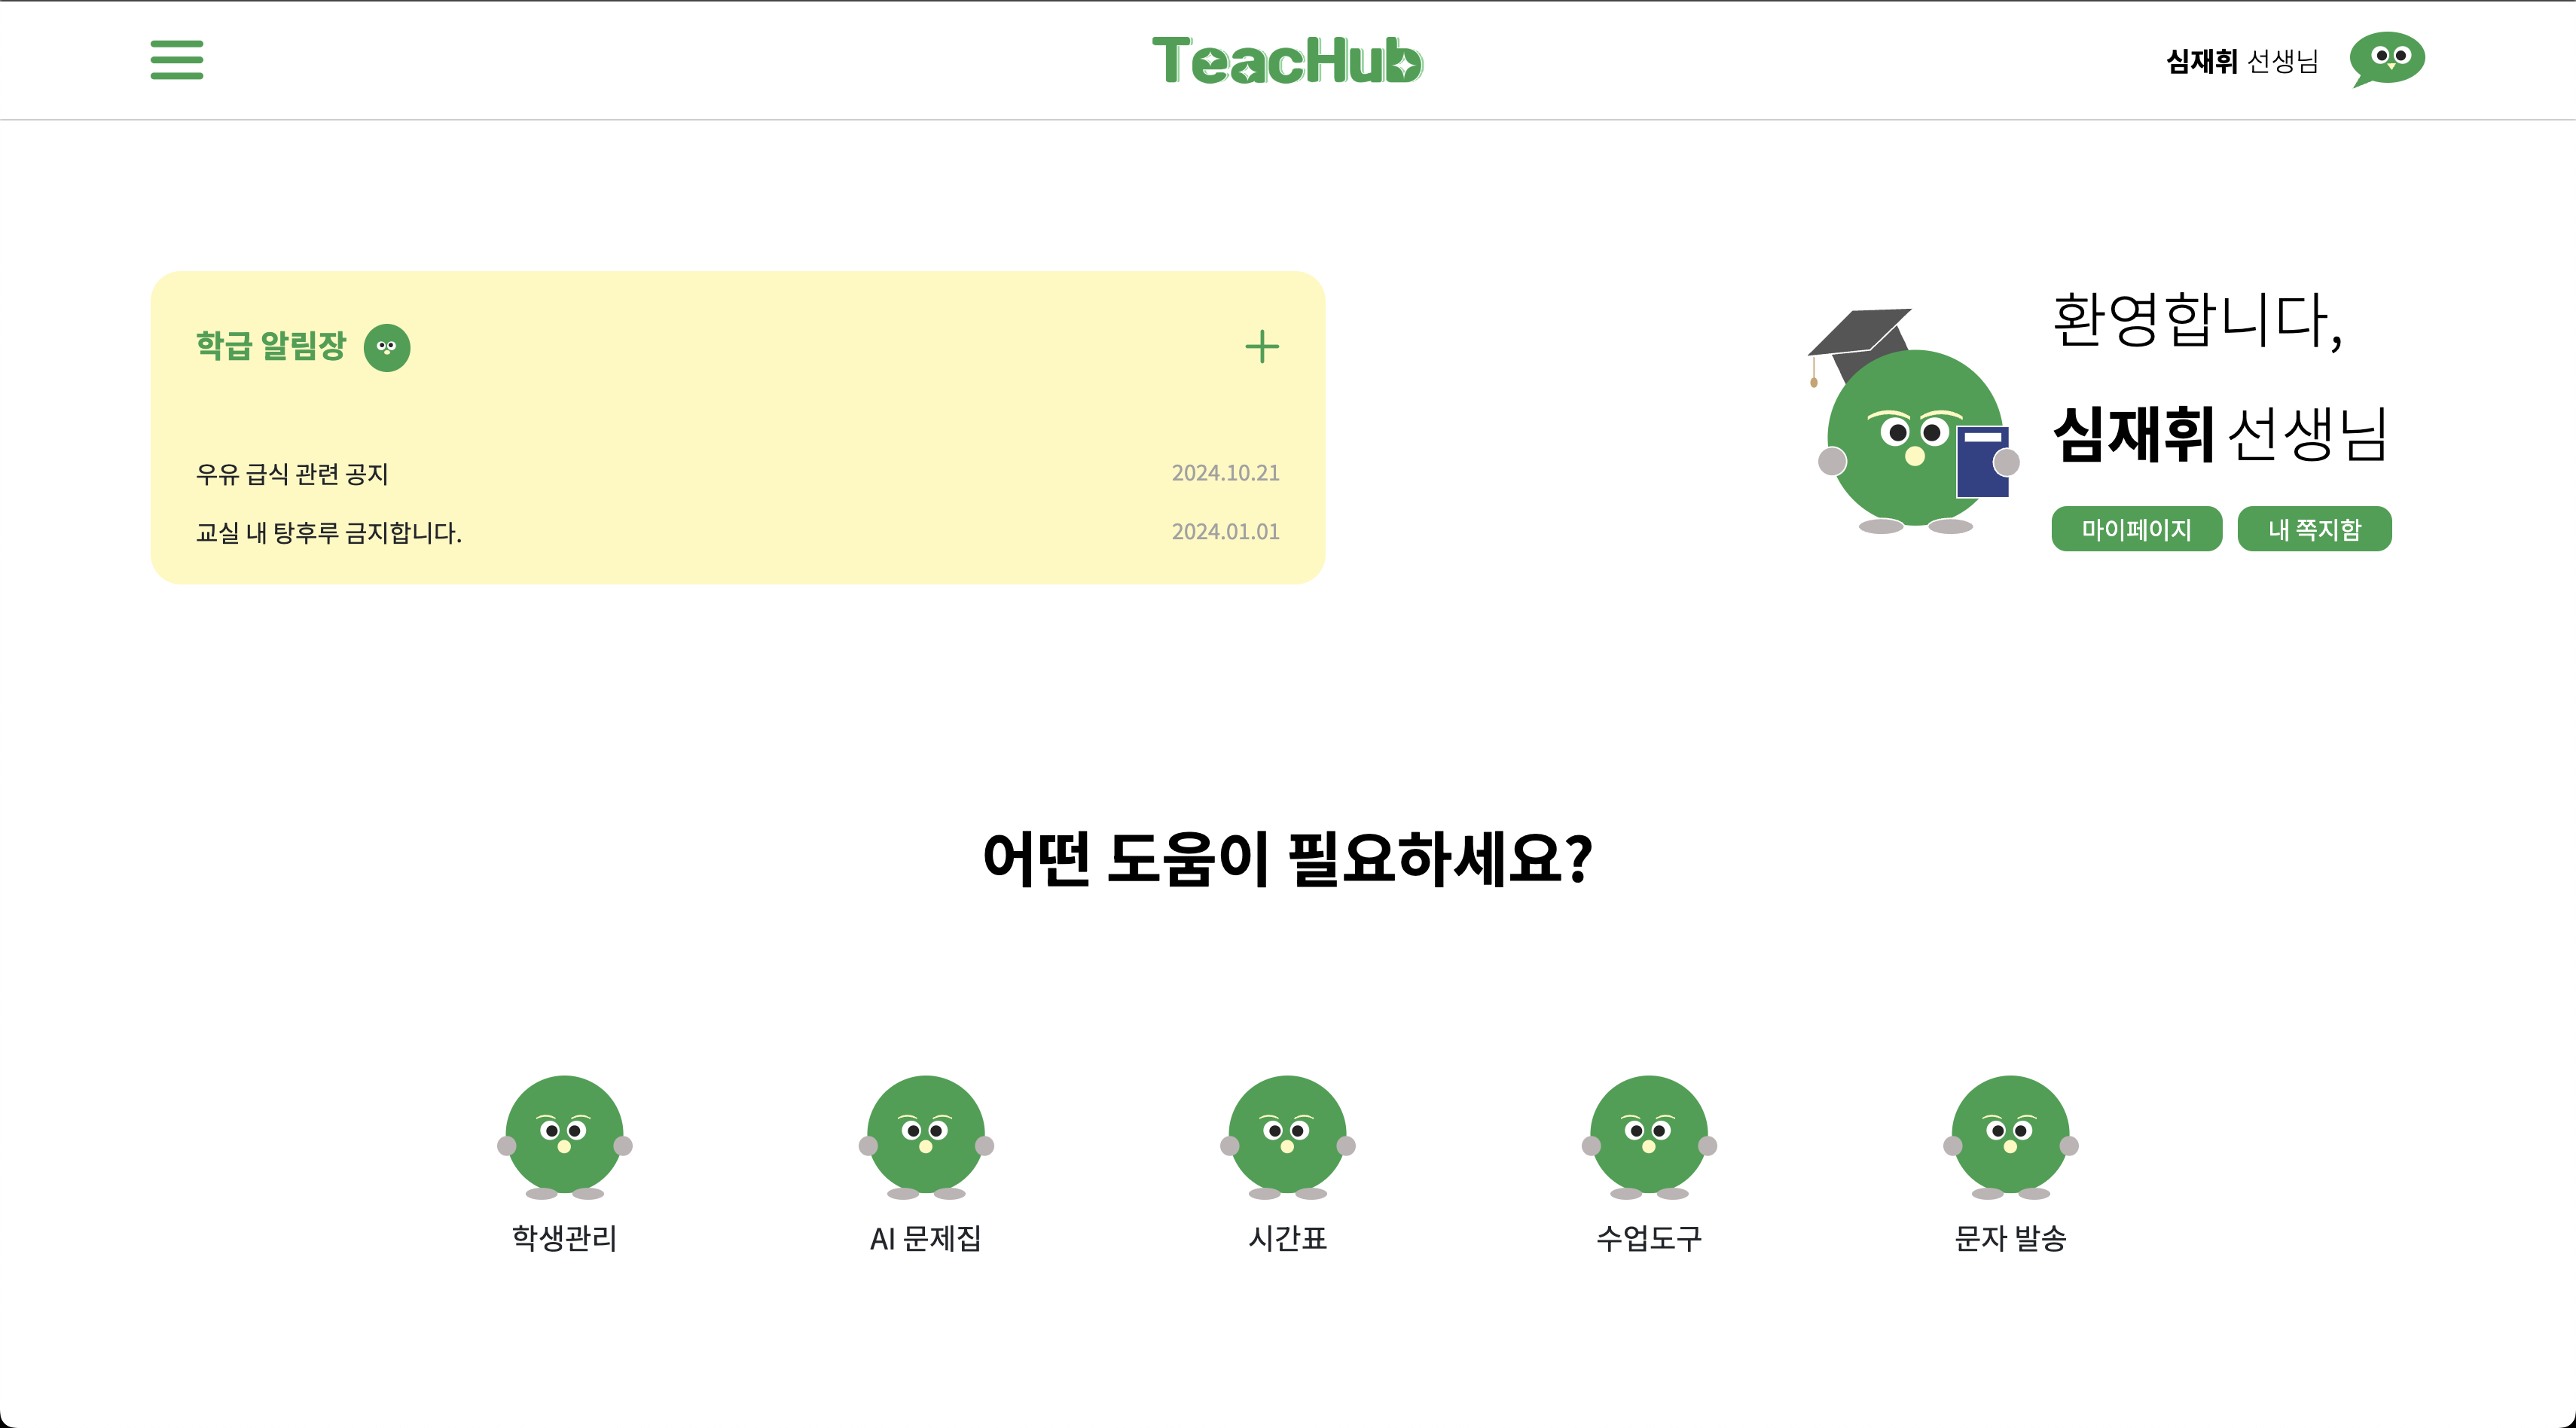 TeacHub
심재휘 선생님
학급 알림장
우유 급식 관련 공지 2024.10.21
교실 내 탕후루 금지합니다. 2024.01.01
환영합니다,
심재휘 선생님
마이페이지 내 쪽지함
어떤 도움이 필요하세요?
학생관리 AI 문제집 시간표 수업도구 문자 발송